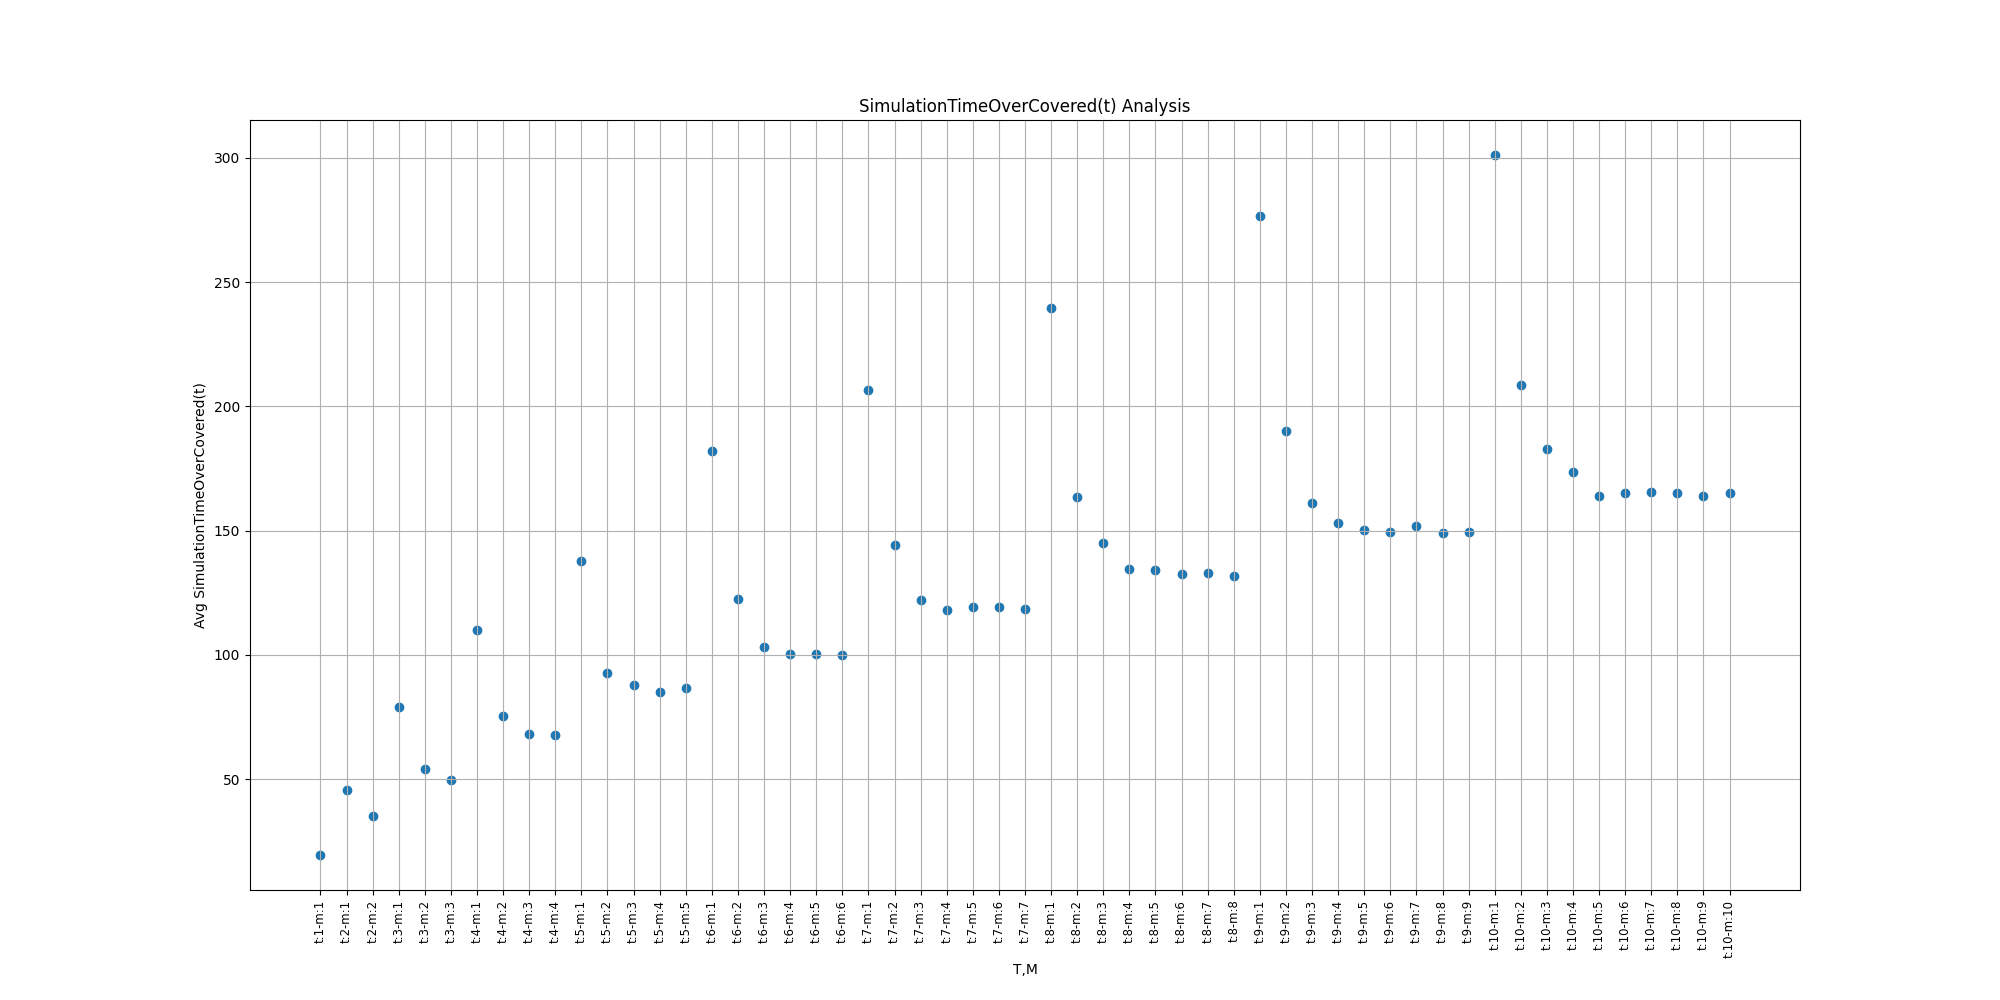 SimulationTimeOverCovered(t) Analysis
Avg SimulationTimeOverCovered(t)
300
250
200
150
100
50
t:1-m:1
t:2-m:1
t:2-m:2
t:3-m:1
t:3-m:2
t:3-m:3
t:4-m:1
t:4-m:2
t:4-m:3
t:4-m:4
t:5-m:1
t:5-m:2
t:5-m:3
t:5-m:4
t:5-m:5
t:6-m:1
t:6-m:2
t:6-m:3
t:6-m:4
t:6-m:5
t:6-m:6
t:7-m:1
t:7-m:2
t:7-m:3
t:7-m:4
t:7-m:5
t:7-m:6
t:7-m:7
t:8-m:1
t:8-m:2
t:8-m:3
t:8-m:4
t:8-m:5
t:8-m:6
t:8-m:7
t:8-m:8
t:9-m:1
t:9-m:2
t:9-m:3
t:9-m:4
t:9-m:5
t:9-m:6
t:9-m:7
t:9-m:8
t:9-m:9
t:10-m:1
t:10-m:2
t:10-m:3
t:10-m:4
t:10-m:5
t:10-m:6
t:10-m:7
t:10-m:8
t:10-m:9
t:10-m:10
T,M